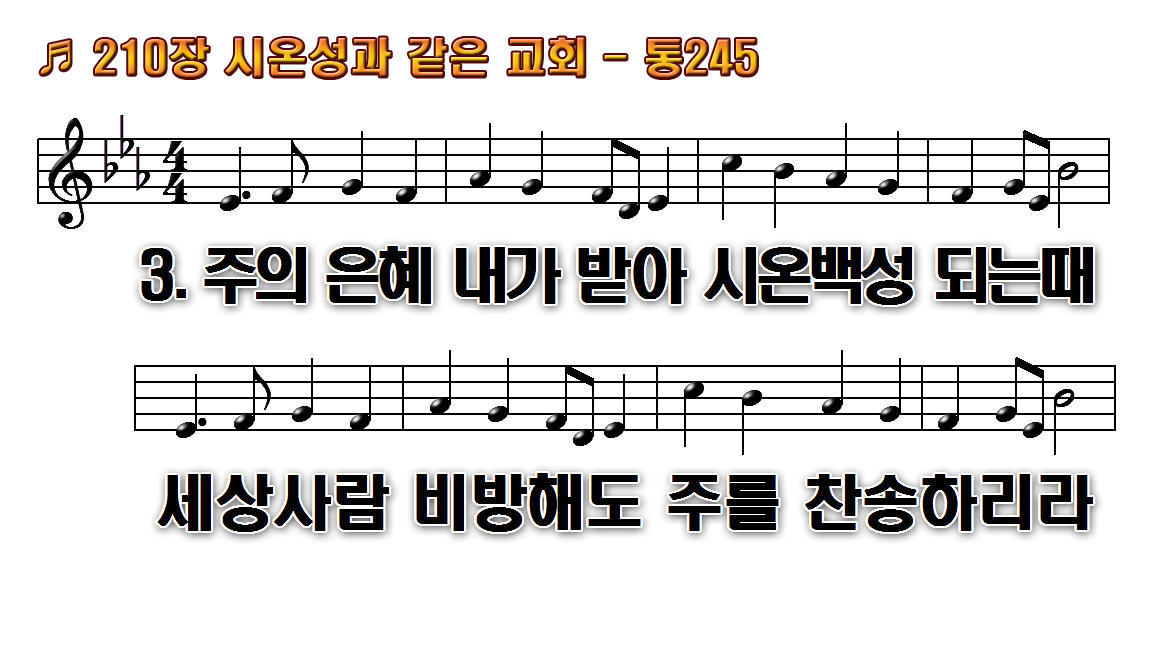 ♬ 210장 시온성과 같은 교회 - 통245
4
4
3. 주의 은혜 내가 받아 시온백성 되는때
세상사람 비방해도 주를 찬송하리라